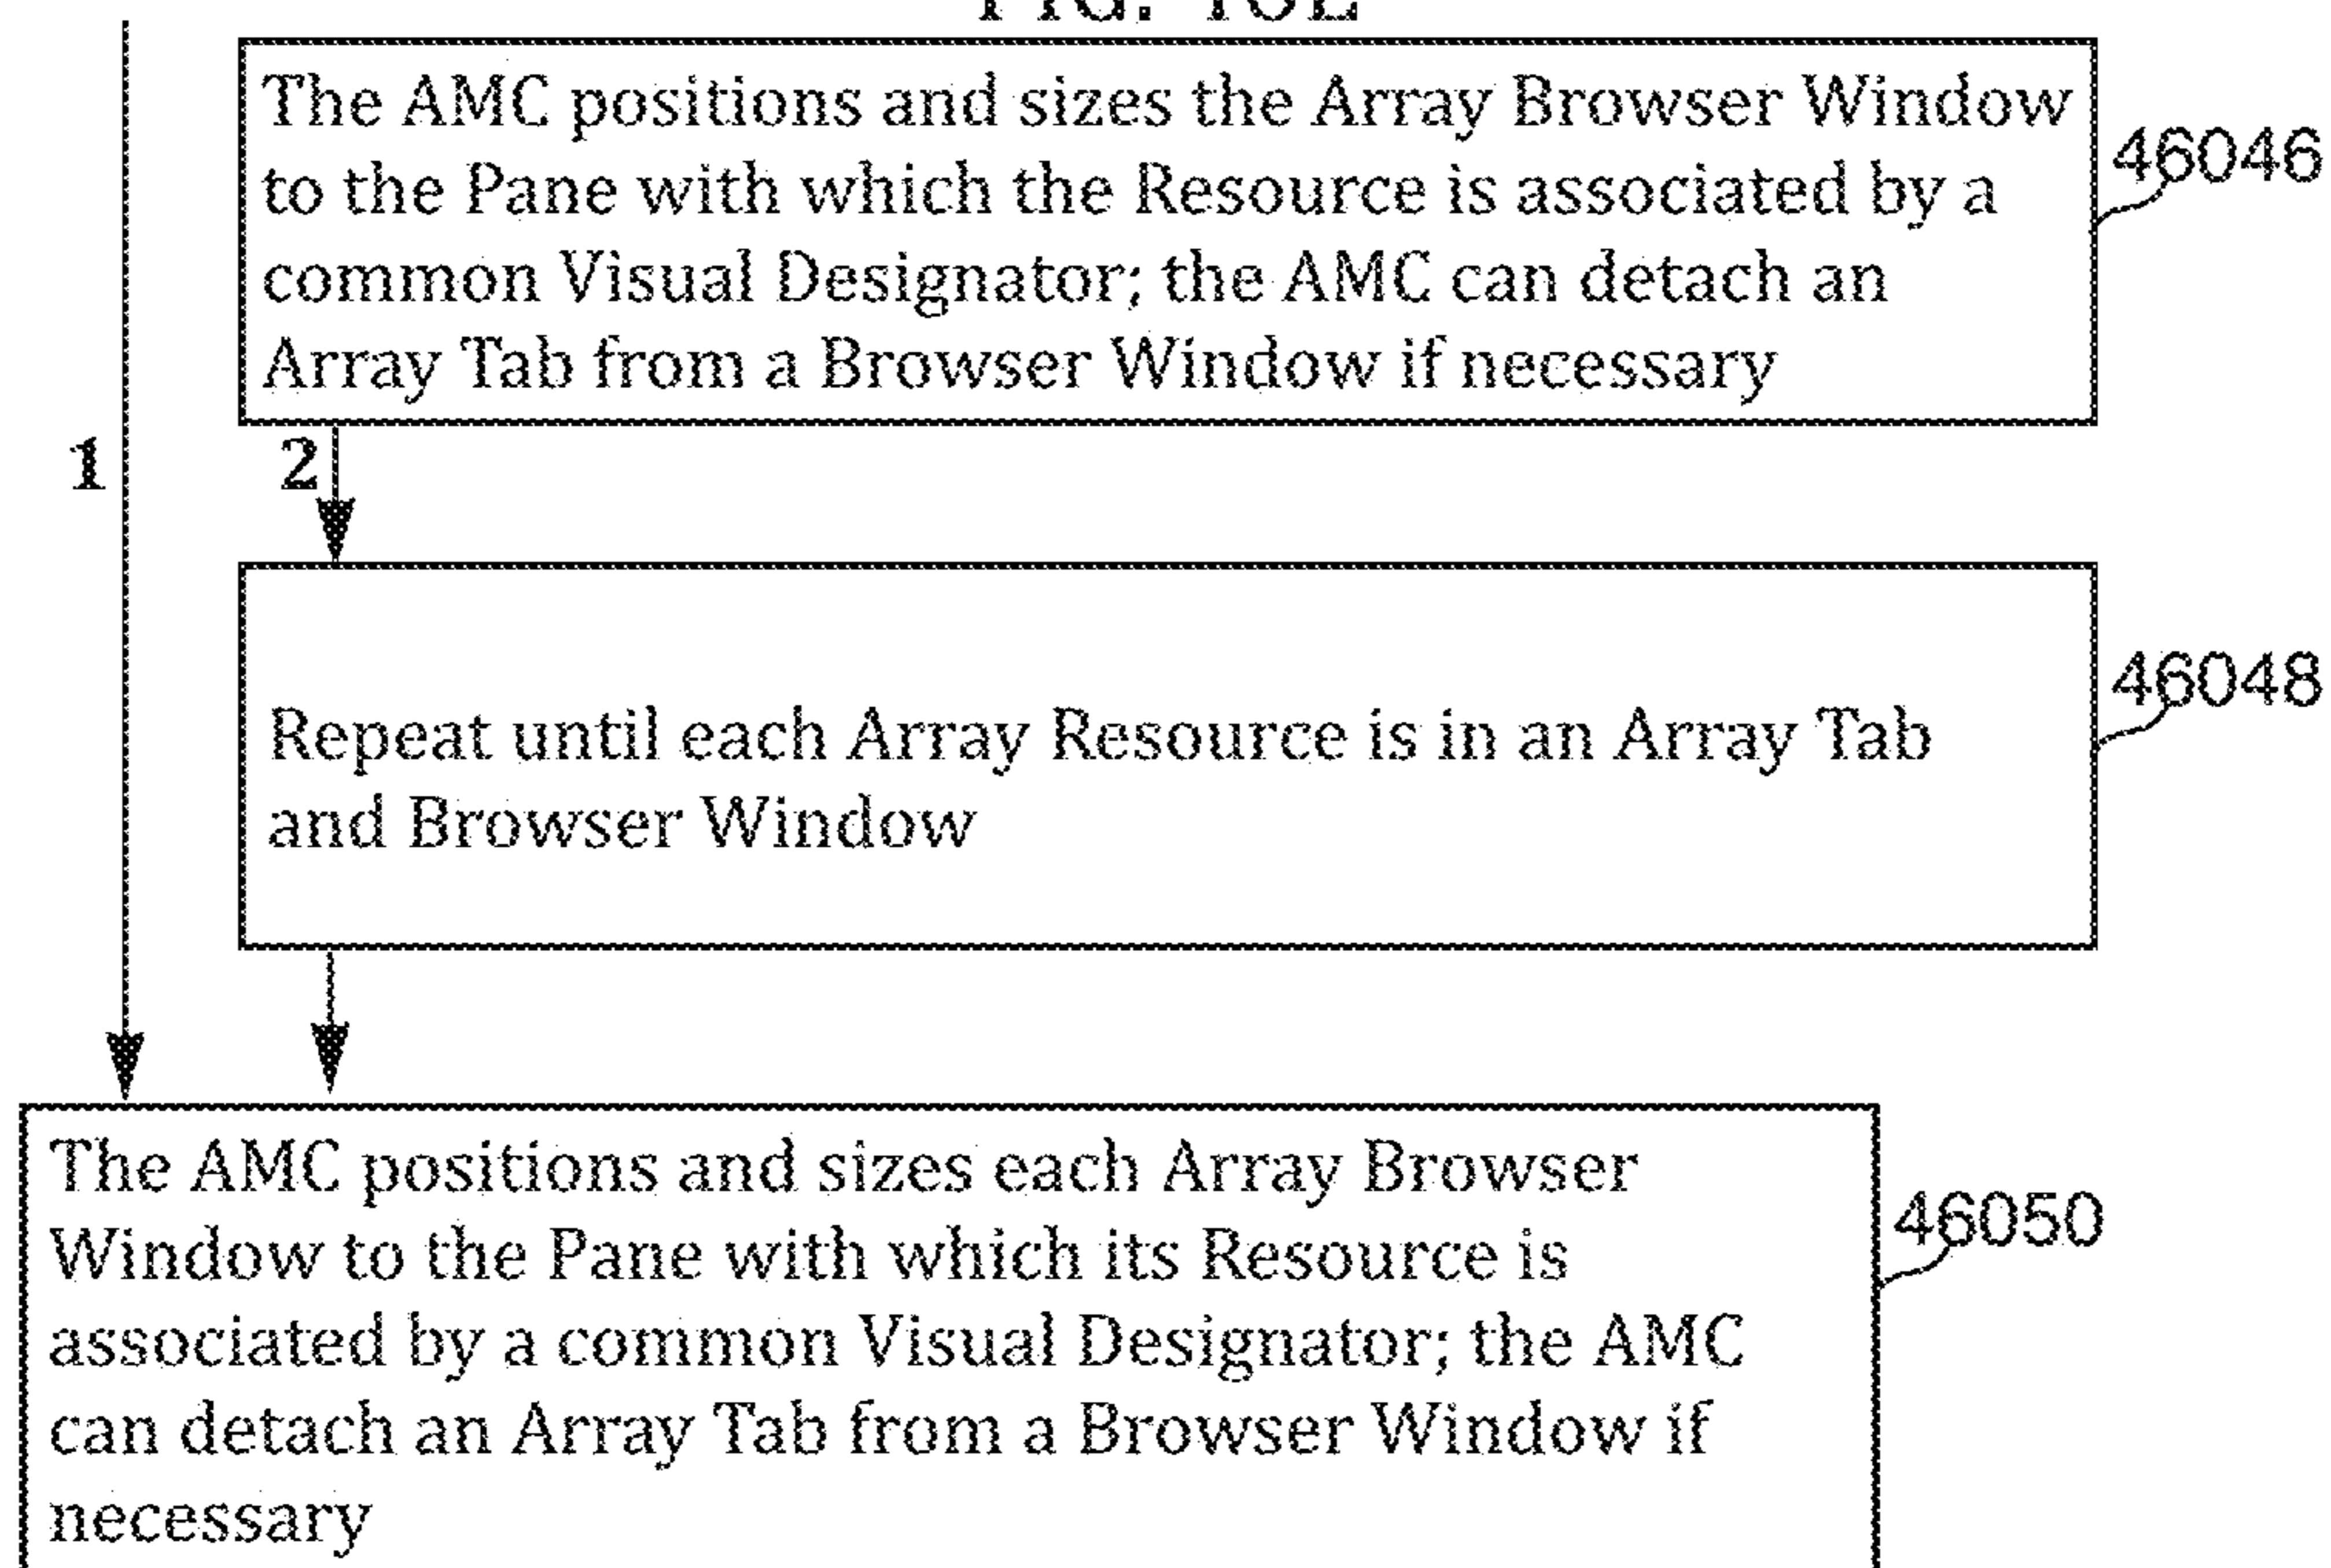 The AMC positions and sizes the Array Browser Window
to the Pane with which the Resource is associated by a
common Visual Designator; the AMC can detach an
Array Tab from a Browser Window if necessary
46046
1
2
Repeat until each Array Resource is in an Array Tab
and Browser Window
46048
The AMC positions and sizes each Array Browser
Window to the Pane with which its Resource is
associated by a common Visual Designator; the AMC
can detach an Array Tab from a Browser Window if
necessary
46050